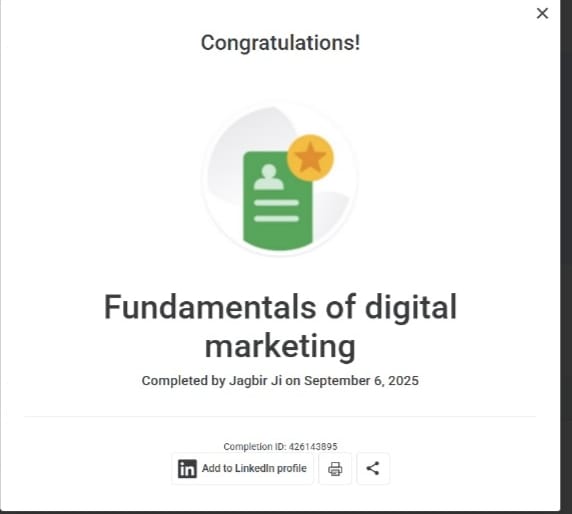 Congratulations!
Fundamentals of digital
marketing
Completed by Jagbir Ji on September 6, 2025
Completion ID: 426143895
in Add to LinkedIn profile